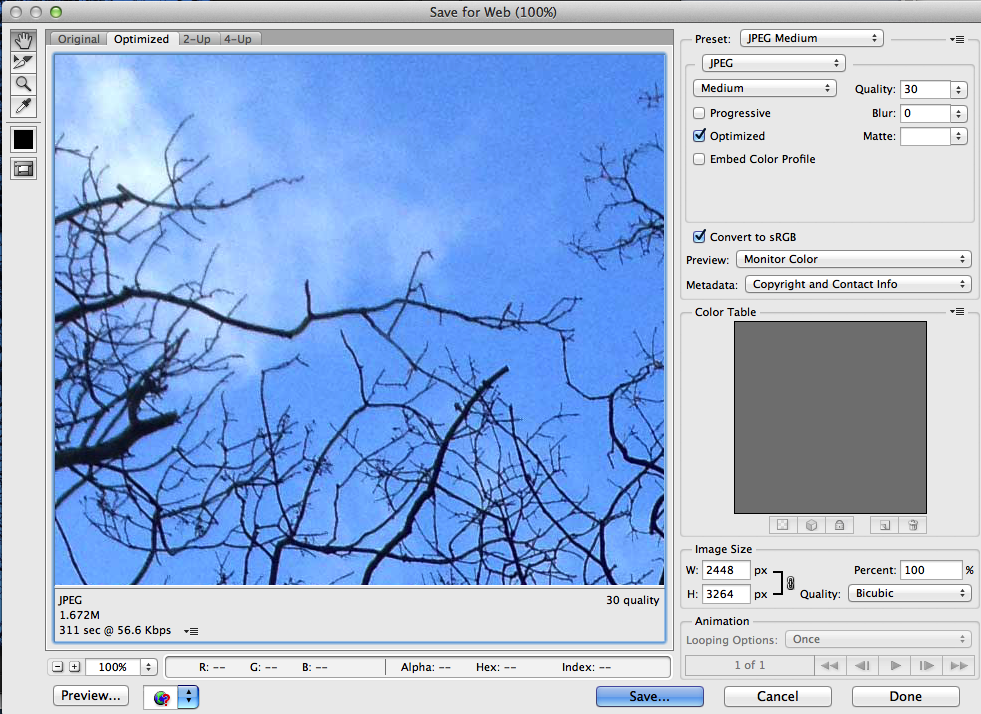 Save for Web (100%)
Original Optimized 2-Up 4-Up
Preset: JPEG Medium
JPEG
Medium Quality: 30
Progressive Blur: 0
Optimized Matte:
Embed Color Profile
Convert to sRGB
Preview: Monitor Color
Metadata: Copyright and Contact Info
Color Table
Image Size
W: 2448 px Percent: 100 %
H: 3264 px Quality: Bicubic
Animation
Looping Options: Once
1 of 1
JPEG 30 quality
1.672M
311 sec @ 56.6 Kbps
100% R: -- G: -- B: -- Alpha: -- Hex: -- Index: --
Preview... Save... Cancel Done